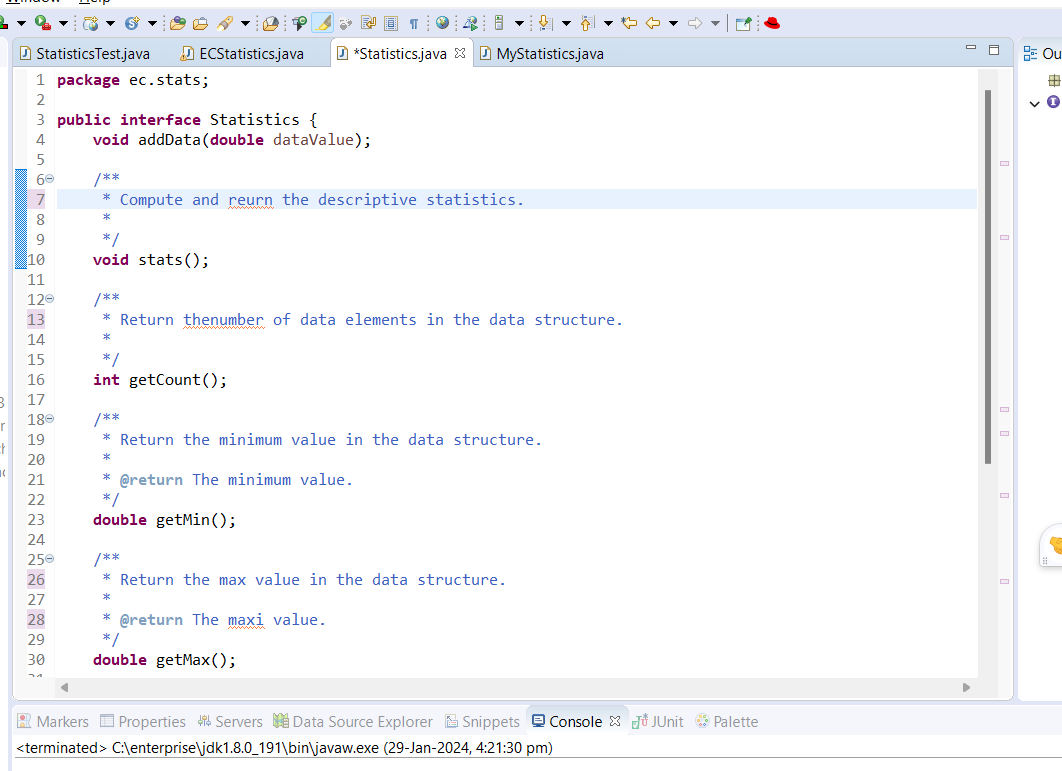 Window Help
StatisticsTest.java ECStatistics.java *Statistics.java MyStatistics.java Ou
1 package ec.stats;
2
3 public interface Statistics {
4 void addData(double dataValue);
5
6 /**
7 * Compute and reurn the descriptive statistics.
8 *
9 */
10 void stats();
11
12 /**
13 * Return thenumber of data elements in the data structure.
14 *
15 */
16 int getCount();
17
18 /**
19 * Return the minimum value in the data structure.
20 *
21 * @return The minimum value.
22 */
23 double getMin();
24
25 /**
26 * Return the max value in the data structure.
27 *
28 * @return The maxi value.
29 */
30 double getMax();
Markers Properties Servers Data Source Explorer Snippets Console JUnit Palette
<terminated> C:\enterprise\jdk1.8.0_191\bin\javaw.exe (29-Jan-2024, 4:21:30 pm)